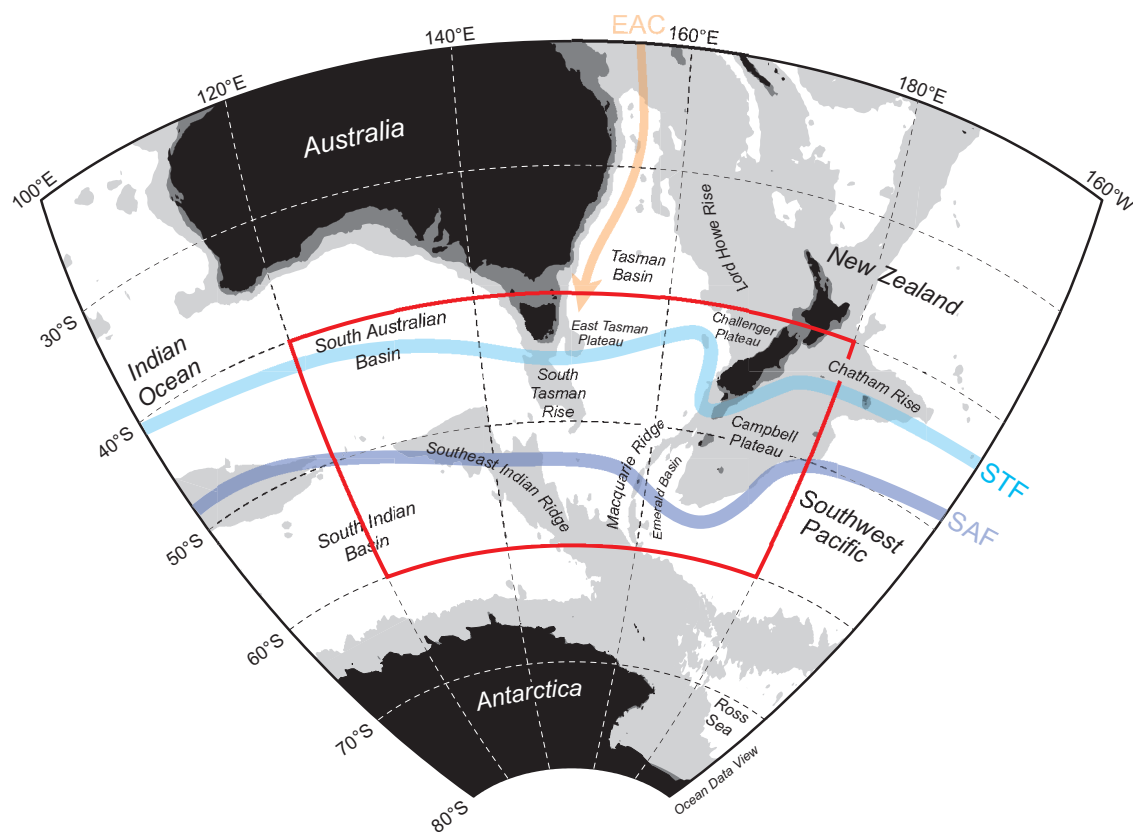 EAC
140°E
160°E
120°E
180°E
Australia
100°E
160°W
Lord Howe Rise
Tasman
Basin
New Zealand
30°S
South Australian
Basin
East Tasman
Plateau
Challenger
Plateau
Indian
Ocean
Chatham Rise
South
Tasman
Rise
40°S
Campbell
Plateau
Macquarie Ridge
Southeast Indian Ridge
Emerald Basin
STF
South Indian
Basin
Southwest
Pacific
SAF
50°S
60°S
Antarctica
Ross
Sea
70°S
Ocean Data View
80°S